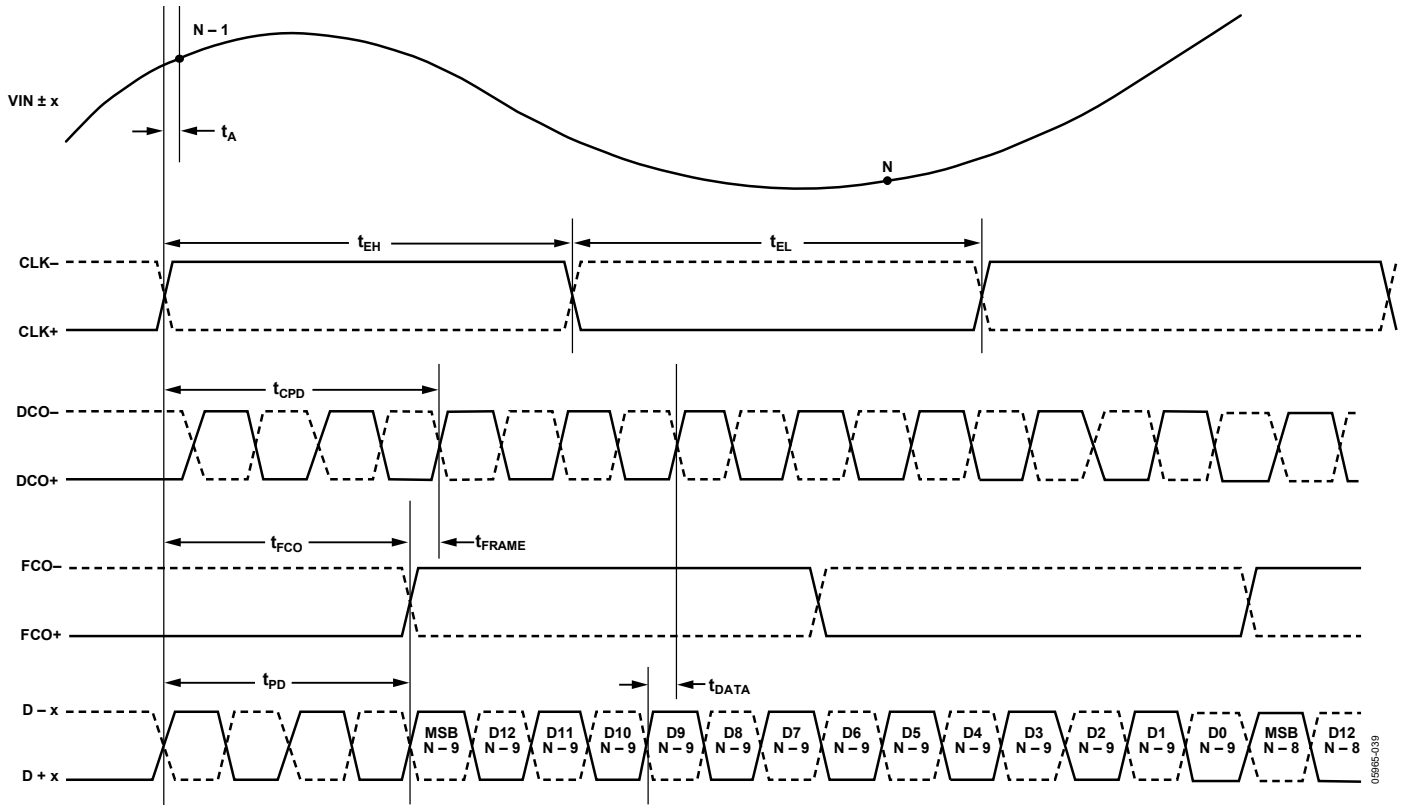 N – 1
VIN ± x
tA
N
tEH
tEL
CLK–
CLK+
tCPD
DCO–
DCO+
tFCO
tFRAME
FCO–
FCO+
tPD
tDATA
D – x
MSB D12 D11 D10 D9 D8 D7 D6 D5 D4 D3 D2 D1 D0 MSB D12
N – 9 N – 9 N – 9 N – 9 N – 9 N – 9 N – 9 N – 9 N – 9 N – 9 N – 9 N – 9 N – 9 N – 9 N – 8 N – 8
D + x
05965-039